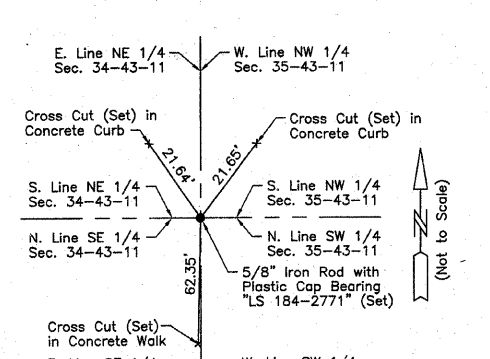 E. Line NE 1/4
Sec. 34-43-11
W. Line NW 1/4
Sec. 35-43-11
Cross Cut (Set) in
Concrete Curb
Cross Cut (Set) in
Concrete Curb
21.64'
21.65'
S. Line NE 1/4
Sec. 34-43-11
S. Line NW 1/4
Sec. 35-43-11
N. Line SE 1/4
Sec. 34-43-11
N. Line SW 1/4
Sec. 35-43-11
N
(Not to Scale)
62.35'
5/8" Iron Rod with
Plastic Cap Bearing
"LS 184-2771" (Set)
Cross Cut (Set)
in Concrete Walk